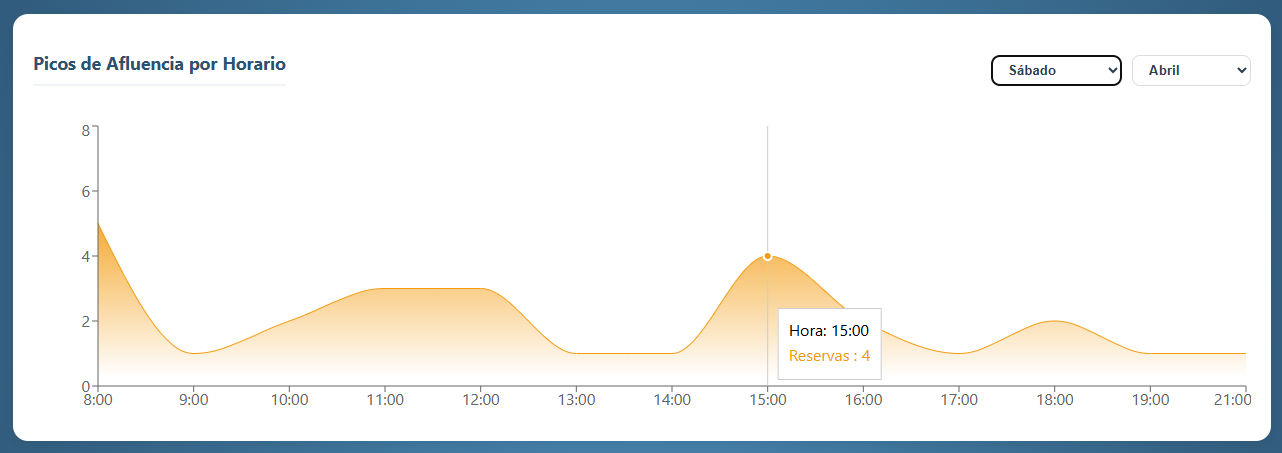 Picos de Afluencia por Horario
Sábado
Abril
8
6
4
2
0
Hora: 15:00
Reservas : 4
8:00 9:00 10:00 11:00 12:00 13:00 14:00 15:00 16:00 17:00 18:00 19:00 21:00